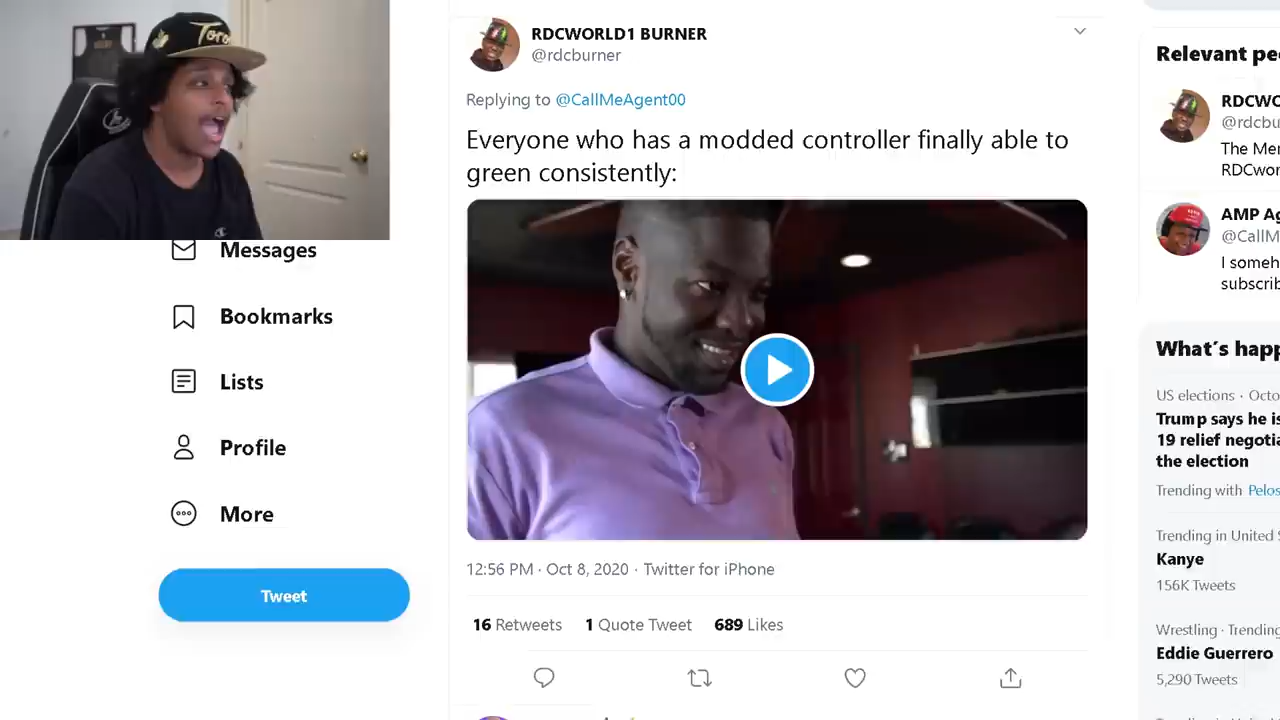 RDCWORLD1 BURNER
@rdcburner
Replying to @CallMeAgent00
Everyone who has a modded controller finally able to
green consistently:
12:56 PM · Oct 8, 2020 · Twitter for iPhone
16 Retweets 1 Quote Tweet 689 Likes
Messages
Bookmarks
Lists
Profile
More
Tweet
Relevant pe
RDCWO
@rdcbu
The Mer
RDCwor
AMP Ag
@CallM
I someh
subscrib
What's happ
US elections · Octo
Trump says he is
19 relief negotia
the election
Trending with Pelos
Trending in United S
Kanye
156K Tweets
Wrestling · Trending
Eddie Guerrero
5,290 Tweets